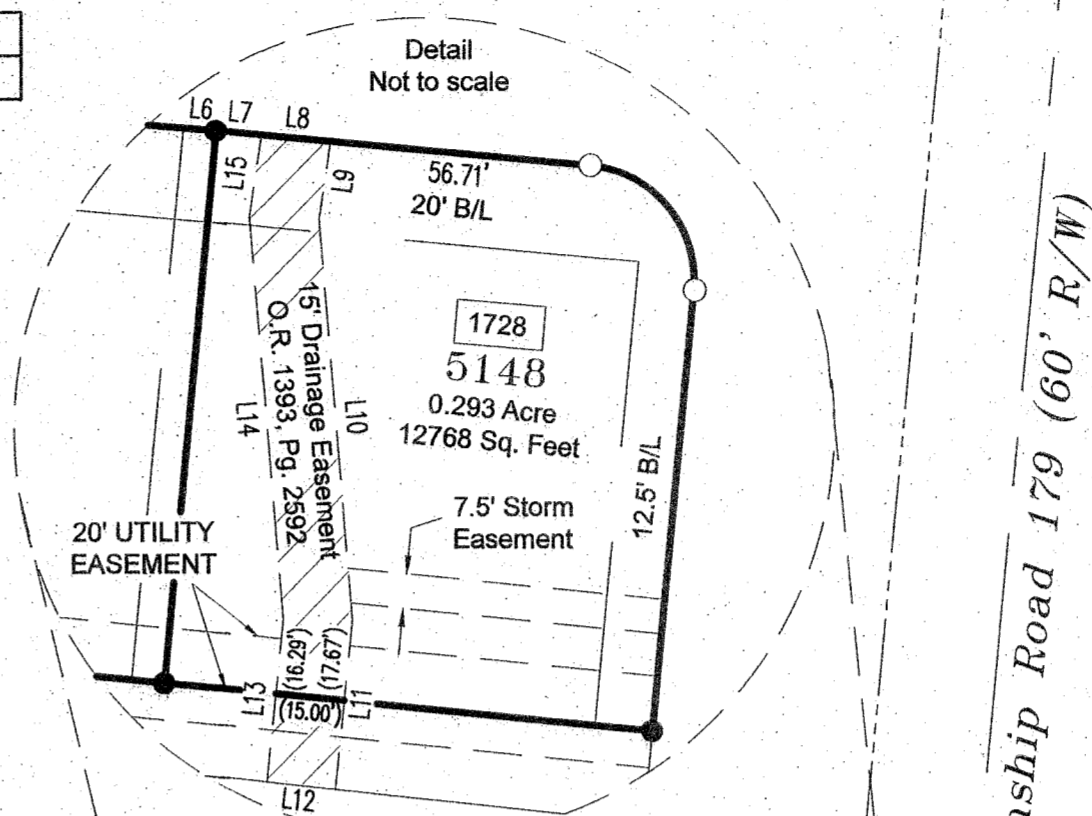 Detail
Not to scale
L6
L7
L8
L15
L9
56.71'
20' B/L
15' Drainage Easement
O.R. 1393, Pg. 2592
1728
5148
0.293 Acre
12768 Sq. Feet
L14
L10
12.5' B/L
7.5' Storm
Easement
20' UTILITY
EASEMENT
(16.29')
(17.67')
L13
(15.00')
L11
L12
nship Road 179 (60' R/W)